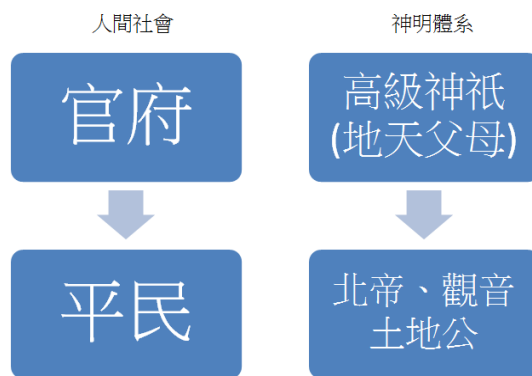 人間社會
神明體系
官府
高級神祇
(地天父母)
平民
北帝、觀音
土地公